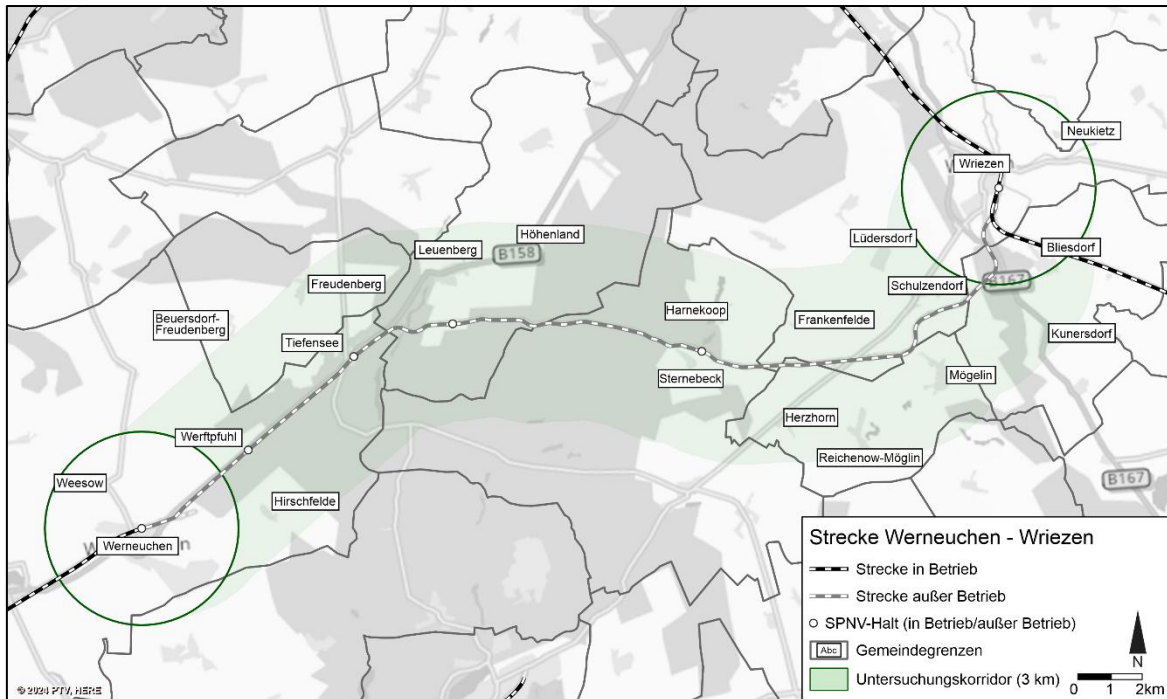 Neukietz
Wriezen
Lüdersdorf
Bliesdorf
Höhenland
Leuenberg
B158
Freudenberg
Schulzendorf
B167
Beuersdorf-
Freudenberg
Harnekoop
Frankenfelde
Kunersdorf
Tiefensee
Sternebeck
Mögelin
Herzhorn
Werftpfuhl
Reichenow-Möglin
B167
Weesow
Hirschfelde
Werneuchen
Strecke Werneuchen - Wriezen
Strecke in Betrieb
Strecke außer Betrieb
SPNV-Halt (in Betrieb/außer Betrieb)
Abc
Gemeindegrenzen
N
Untersuchungskorridor (3 km)
0 1 2km
© 2024 PTV, HERE